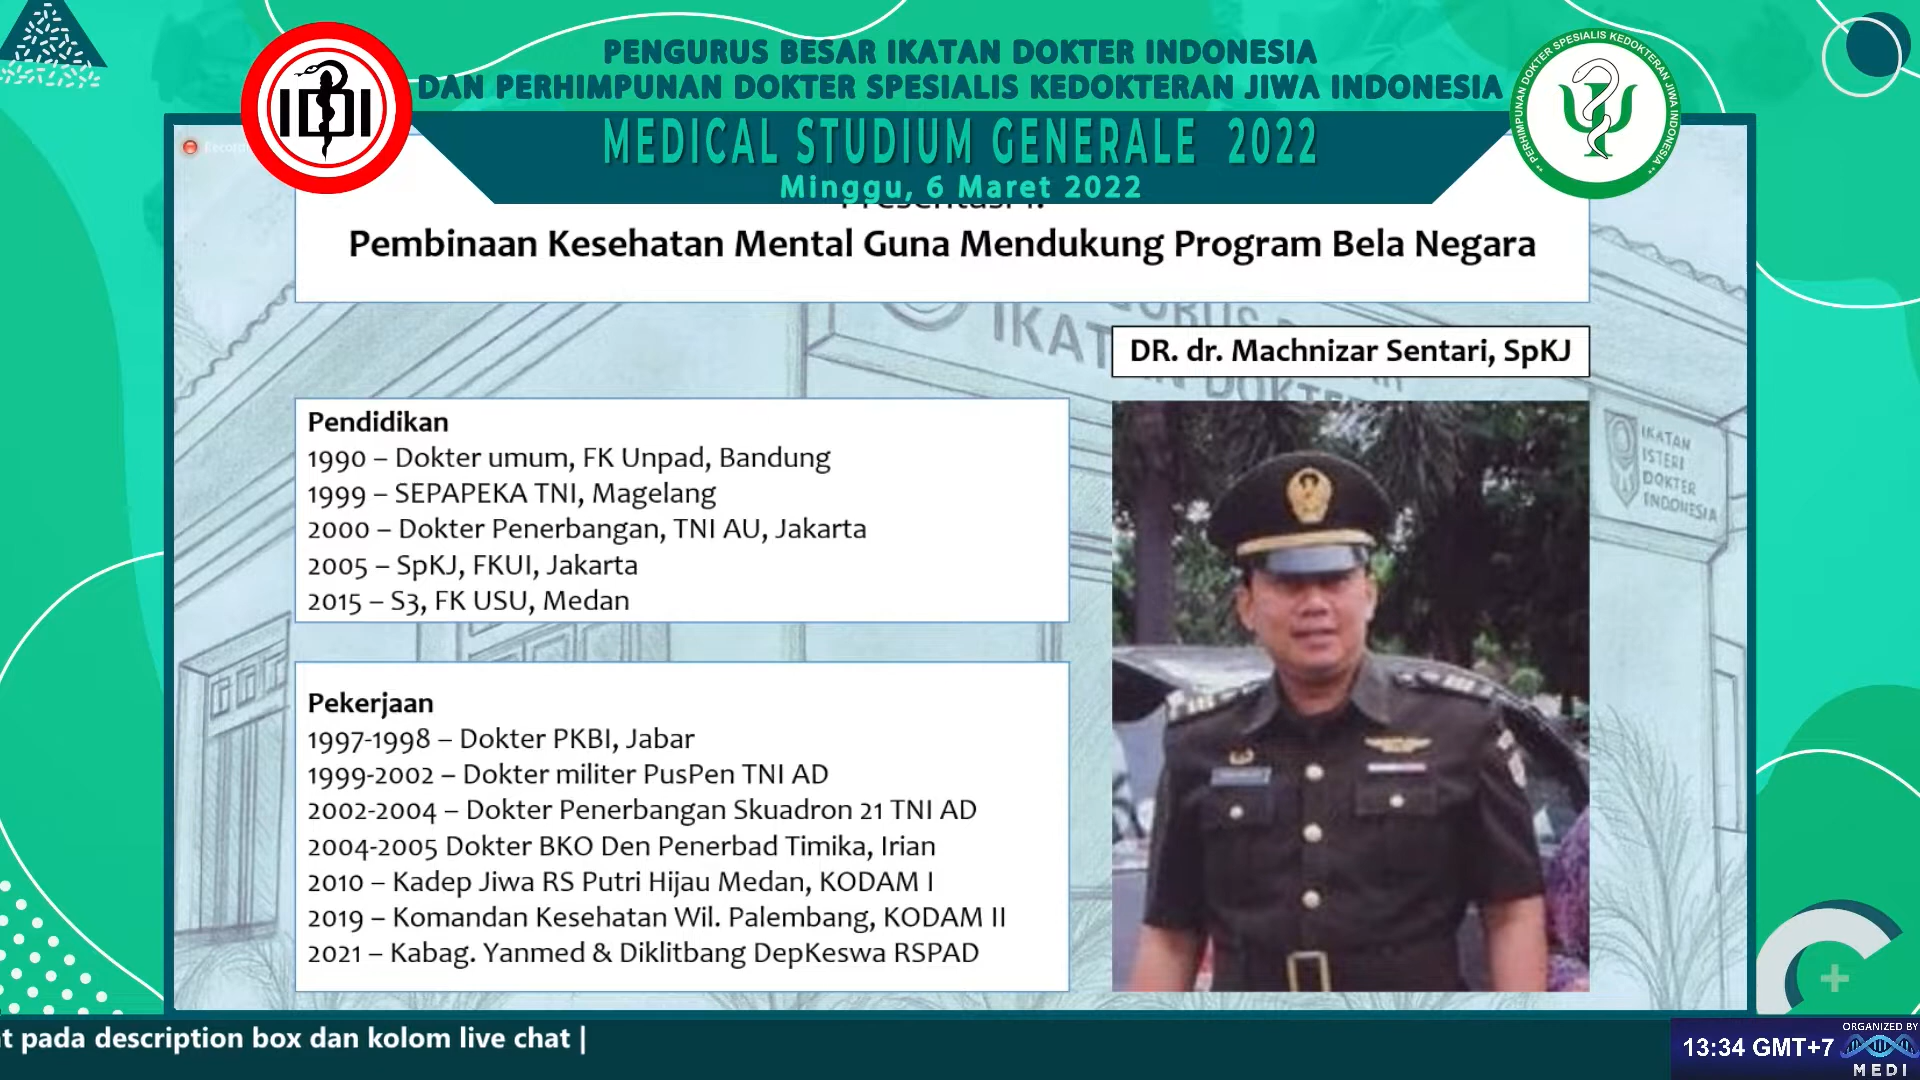 PENGURUS BESAR IKATAN DOKTER INDONESIA
DAN PERHIMPUNAN DOKTER SPESIALIS KEDOKTERAN JIWA INDONESIA
MEDICAL STUDIUM GENERALE 2022
Minggu, 6 Maret 2022
IDI
PERHIMPUNAN DOKTER SPESIALIS KEDOKTERAN JIWA INDONESIA
Pembinaan Kesehatan Mental Guna Mendukung Program Bela Negara
DR. dr. Machnizar Sentari, SpKJ
Pendidikan
1990 – Dokter umum, FK Unpad, Bandung
1999 – SEPAPEKA TNI, Magelang
2000 – Dokter Penerbangan, TNI AU, Jakarta
2005 – SpKJ, FKUI, Jakarta
2015 – S3, FK USU, Medan
Pekerjaan
1997-1998 – Dokter PKBI, Jabar
1999-2002 – Dokter militer PusPen TNI AD
2002-2004 – Dokter Penerbangan Skuadron 21 TNI AD
2004-2005 Dokter BKO Den Penerbad Timika, Irian
2010 – Kadep Jiwa RS Putri Hijau Medan, KODAM I
2019 – Komandan Kesehatan Wil. Palembang, KODAM II
2021 – Kabag. Yanmed & Diklitbang DepKeswa RSPAD
IKATAN
ISTERI
DOKTER
INDONESIA
t pada description box dan kolom live chat |
13:34 GMT+7
ORGANIZED BY
MEDI